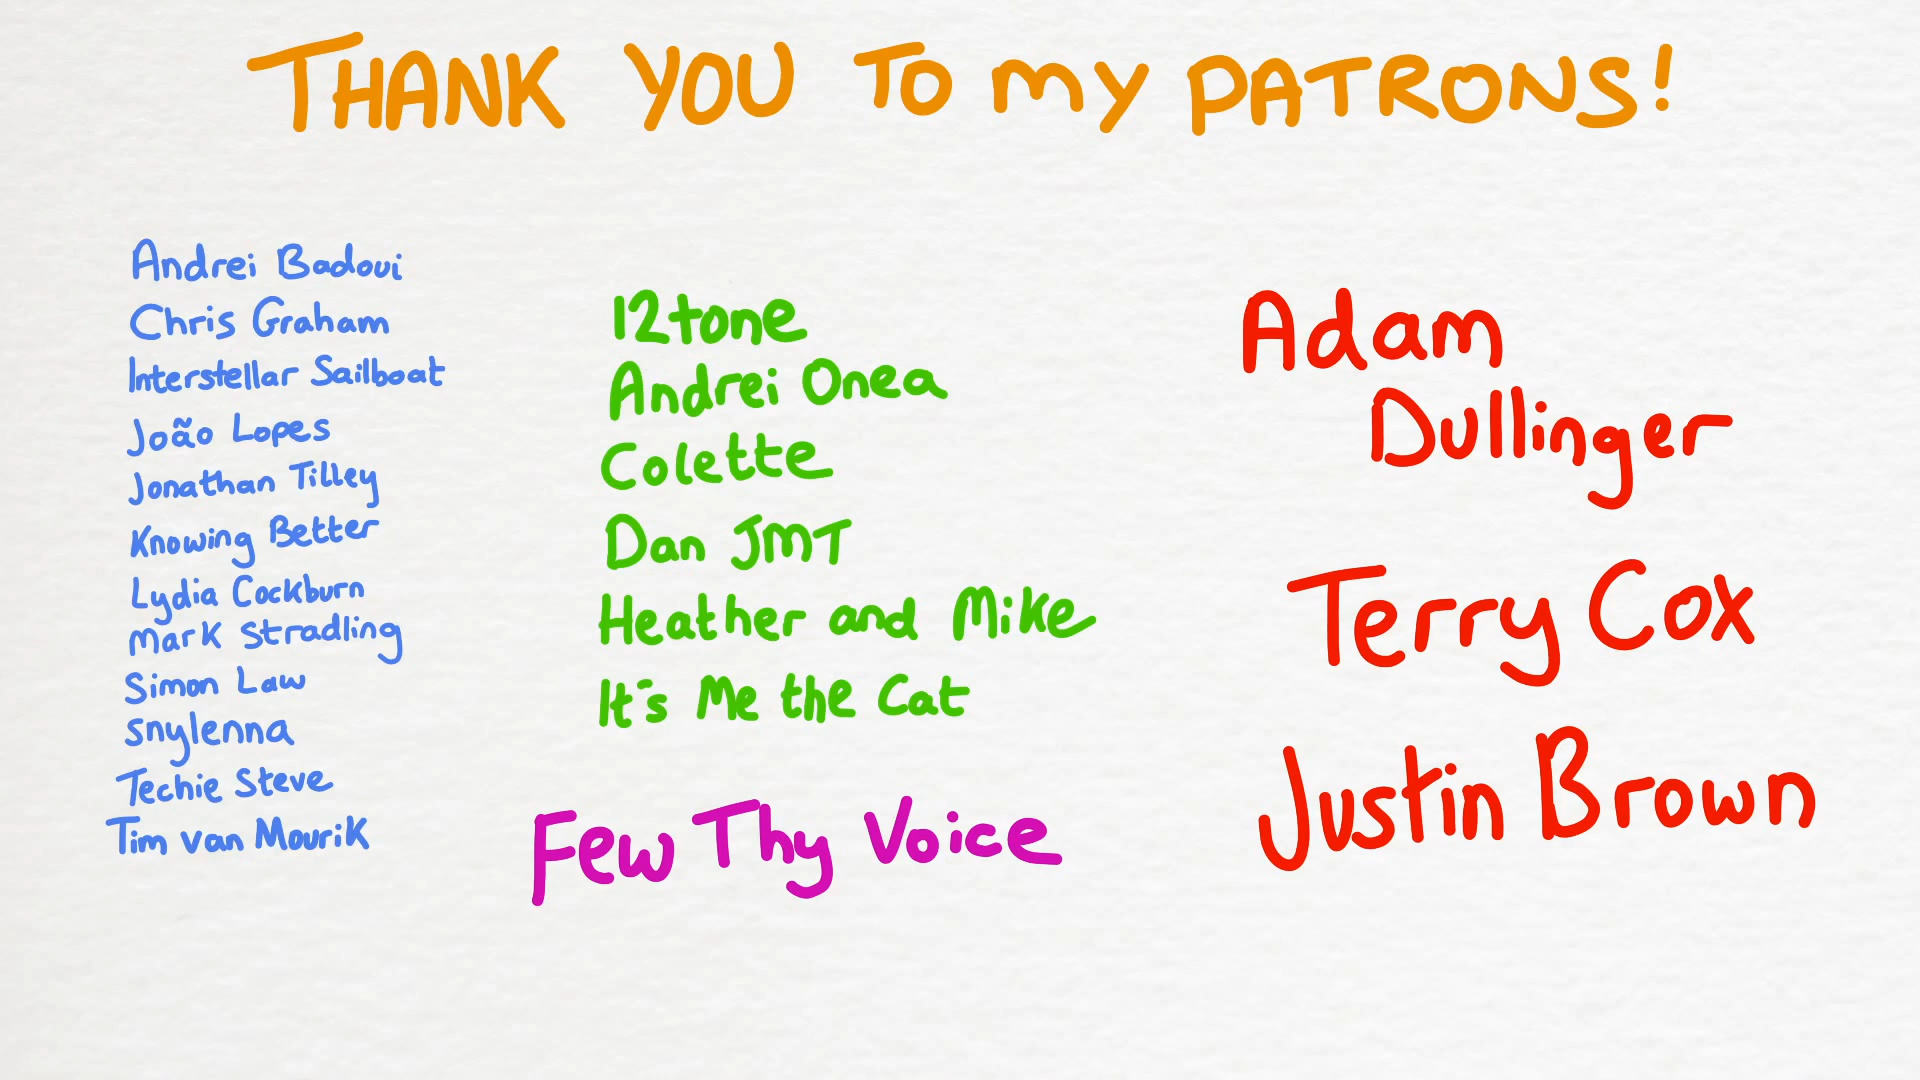 THANK YOU TO MY PATRONS!
Andrei Badoui
Chris Graham
Interstellar Sailboat
João Lopes
Jonathan Tilley
Knowing Better
Lydia Cockburn
Mark Stradling
Simon Law
snylenna
Techie Steve
Tim van Mourik
12tone
Andrei Onea
Colette
Dan JMT
Heather and Mike
It's Me the Cat
Few Thy Voice
Adam
Dullinger
Terry Cox
Justin Brown